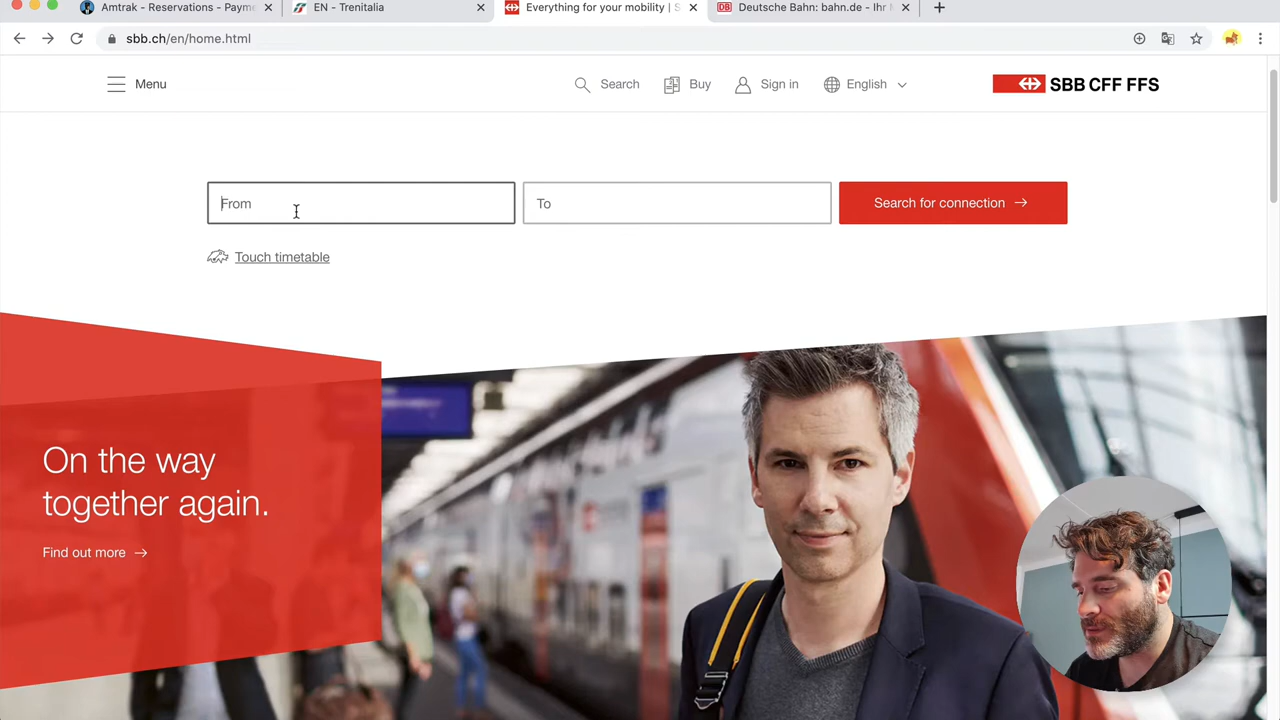 Amtrak - Reservations - Payme
EN - Trenitalia
Everything for your mobility | S
DB Deutsche Bahn: bahn.de - Ihr M
sbb.ch/en/home.html
Menu
Search
Buy
Sign in
English
SBB CFF FFS
From
To
Search for connection
Touch timetable
On the way
together again.
Find out more